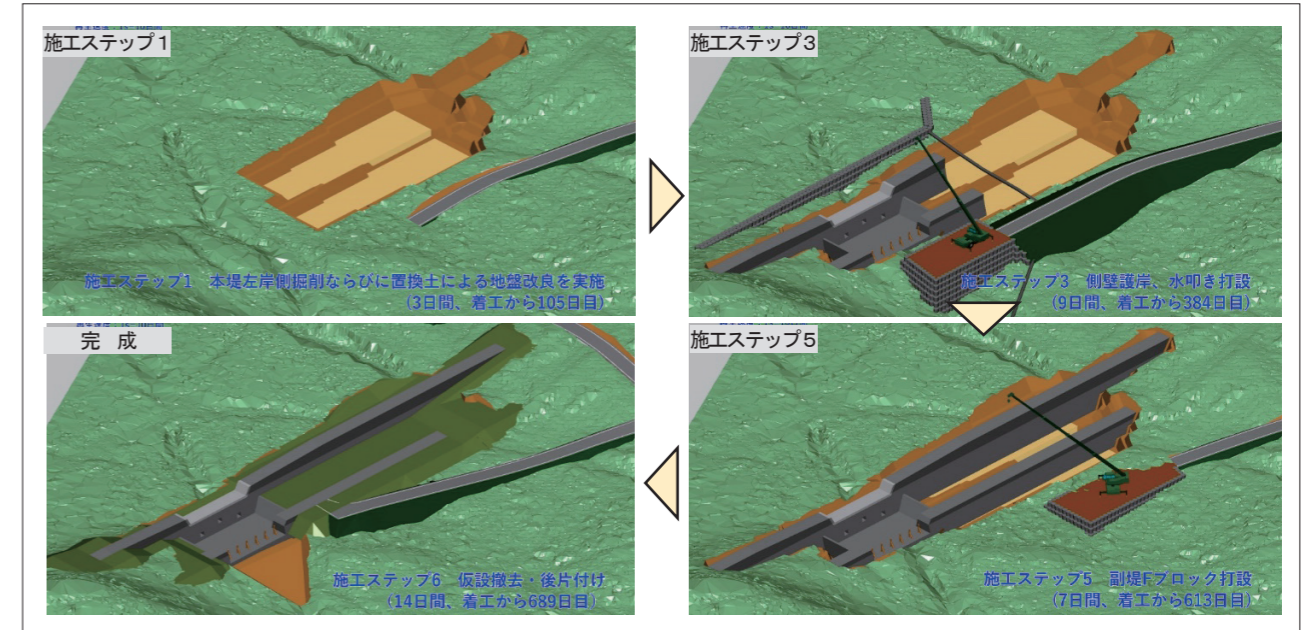 施工ステップ1
施工ステップ1 本堤左岸側掘削ならびに置換土による地盤改良を実施
(3日間、着工から105日目)
施工ステップ3
施工ステップ3 側壁護岸、水叩き打設
(9日間、着工から384日目)
施工ステップ5
施工ステップ5 副堤Fブロック打設
(7日間、着工から613日目)
完 成
施工ステップ6 仮設撤去・後片付け
(14日間、着工から689日目)